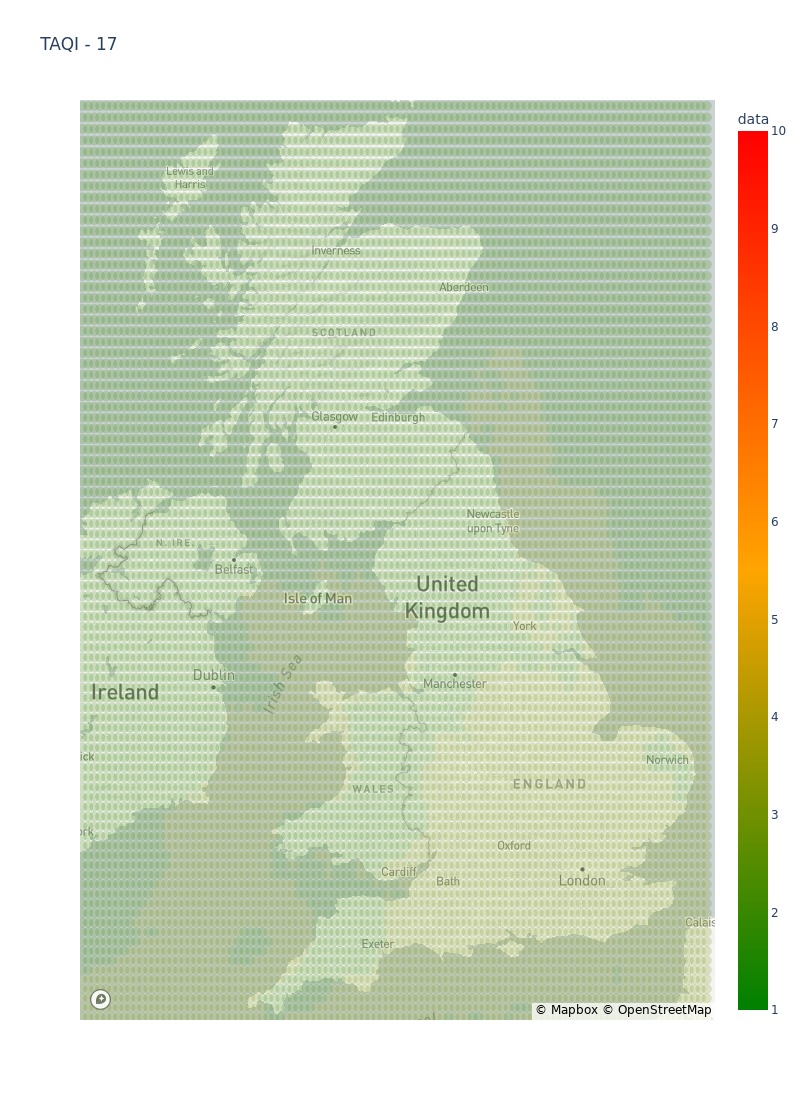 TAQI - 17
data
10
9
8
7
6
5
4
3
2
1
Lewis and
Harris
Inverness
Aberdeen
SCOTLAND
Glasgow
Edinburgh
Newcastle
upon Tyne
N. IRE.
Belfast
Isle of Man
United
Kingdom
York
Dublin
Manchester
Ireland
Irish Sea
ick
Norwich
WALES
ENGLAND
rk
Oxford
Cardiff
Bath
London
Calais
Exeter
© Mapbox © OpenStreetMap